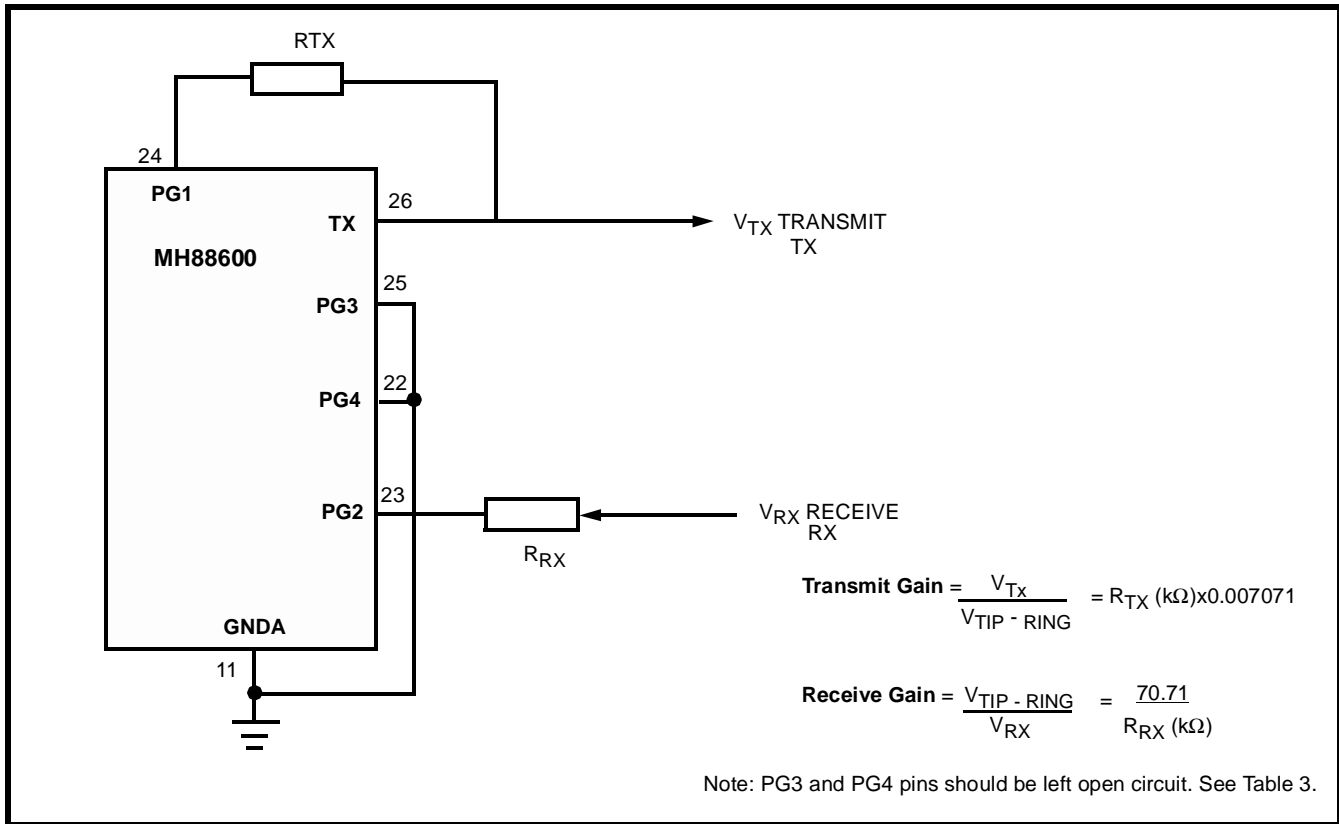 RTX
24
PG1
26
TX
V_TX TRANSMIT
TX
MH88600
25
PG3
22
PG4
23
PG2
V_RX RECEIVE
RX
R_RX
Transmit Gain = V_Tx / V_TIP - RING = R_TX (kΩ)x0.007071
GNDA
11
Receive Gain = V_TIP - RING / V_RX = 70.71 / R_RX (kΩ)
Note: PG3 and PG4 pins should be left open circuit. See Table 3.